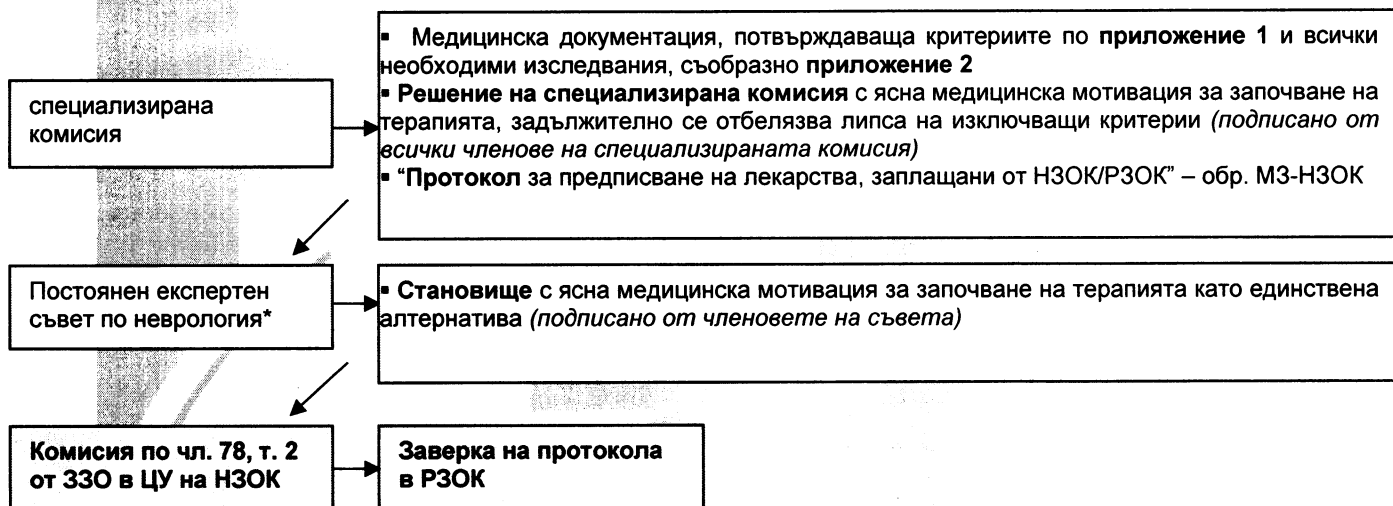 специализирана
комисия
▪ Медицинска документация, потвърждаваща критериите по приложение 1 и всички
необходими изследвания, съобразно приложение 2
▪ Решение на специализирана комисия с ясна медицинска мотивация за започване на
терапията, задължително се отбелязва липса на изключващи критерии (подписано от
всички членове на специализираната комисия)
▪ "Протокол за предписване на лекарства, заплащани от НЗОК/РЗОК" – обр. МЗ-НЗОК
Постоянен експертен
съвет по неврология*
▪ Становище с ясна медицинска мотивация за започване на терапията като единствена
алтернатива (подписано от членовете на съвета)
Комисия по чл. 78, т. 2
от ЗЗО в ЦУ на НЗОК
Заверка на протокола
в РЗОК